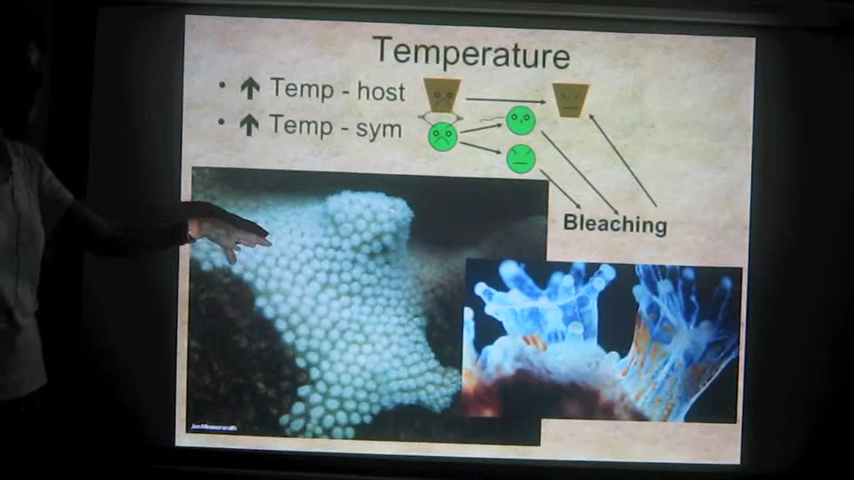 Temperature
• ↑ Temp - host
• ↑ Temp - sym
Bleaching